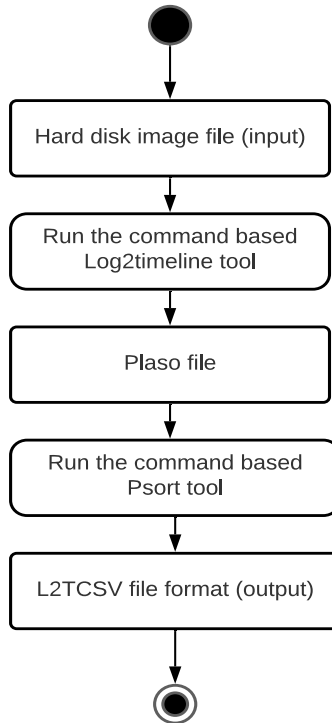 Hard disk image file (input)
Run the command based
Log2timeline tool
Plaso file
Run the command based
Psort tool
L2TCSV file format (output)